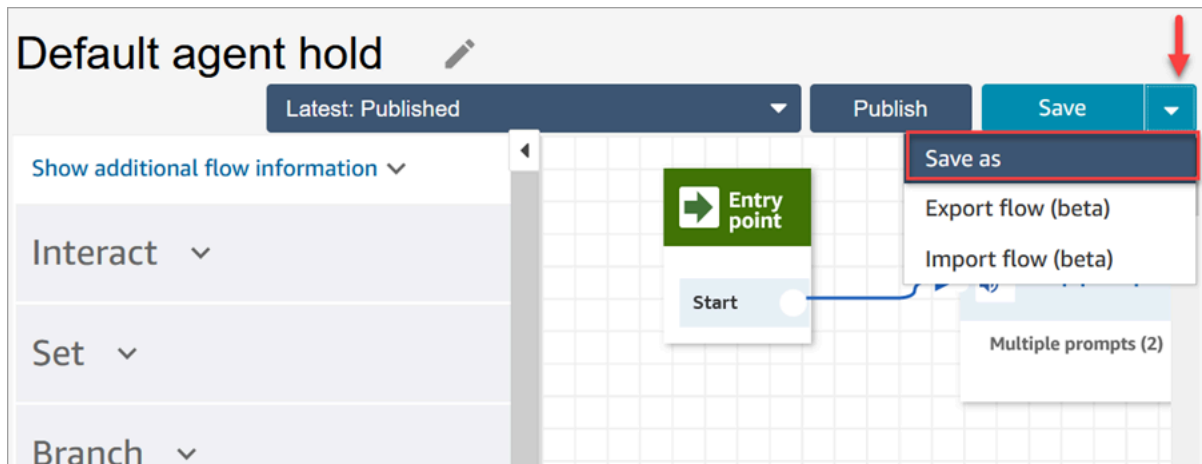 Default agent hold
Latest: Published
Publish
Save
Show additional flow information
Save as
Export flow (beta)
Import flow (beta)
Entry
point
Start
Interact
Set
Multiple prompts (2)
Branch